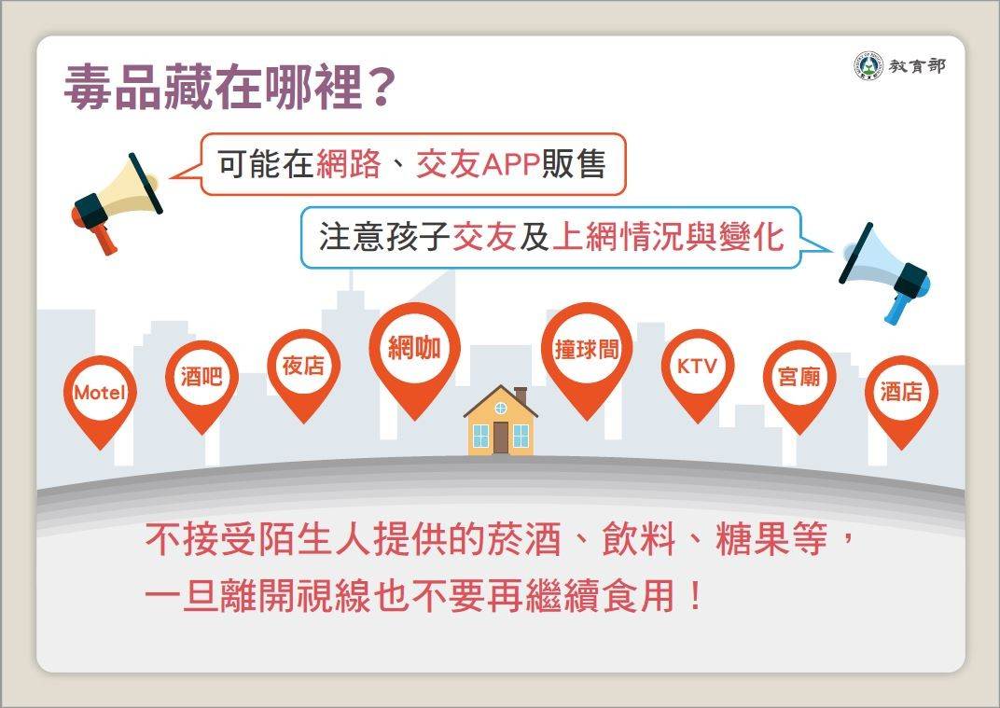 毒品藏在哪裡？
教育部
可能在網路、交友APP販售
注意孩子交友及上網情況與變化
Motel
酒吧
夜店
網咖
撞球間
KTV
宮廟
酒店
不接受陌生人提供的菸酒、飲料、糖果等，
一旦離開視線也不要再繼續食用！